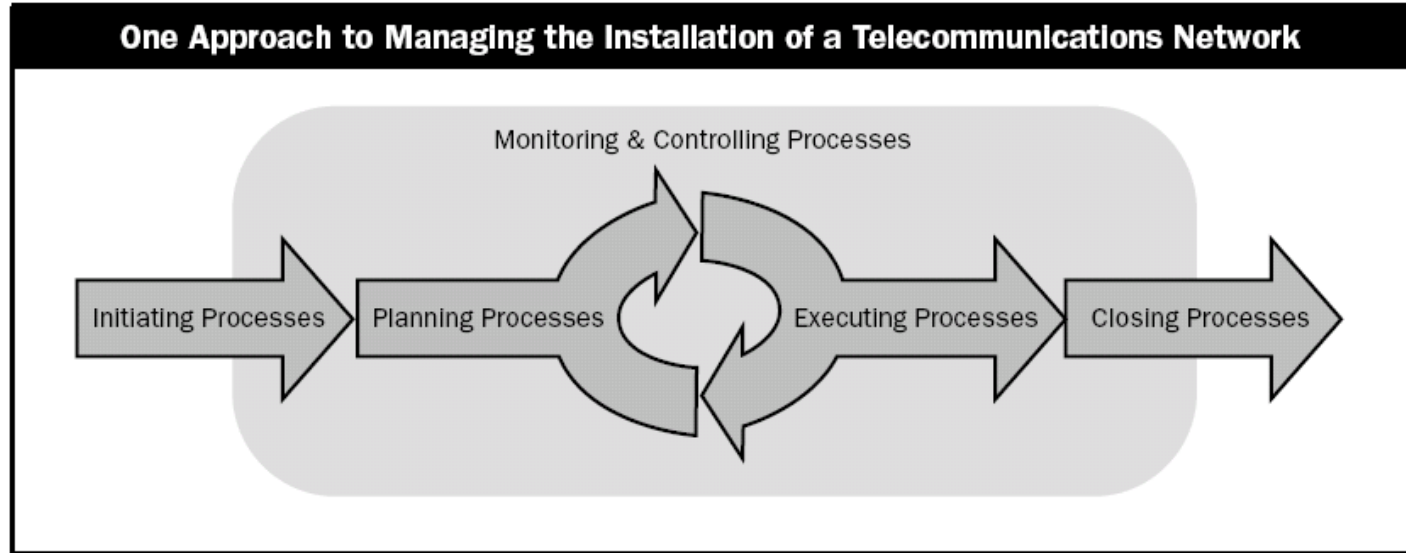 One Approach to Managing the Installation of a Telecommunications Network
Monitoring & Controlling Processes
Initiating Processes
Planning Processes
Executing Processes
Closing Processes